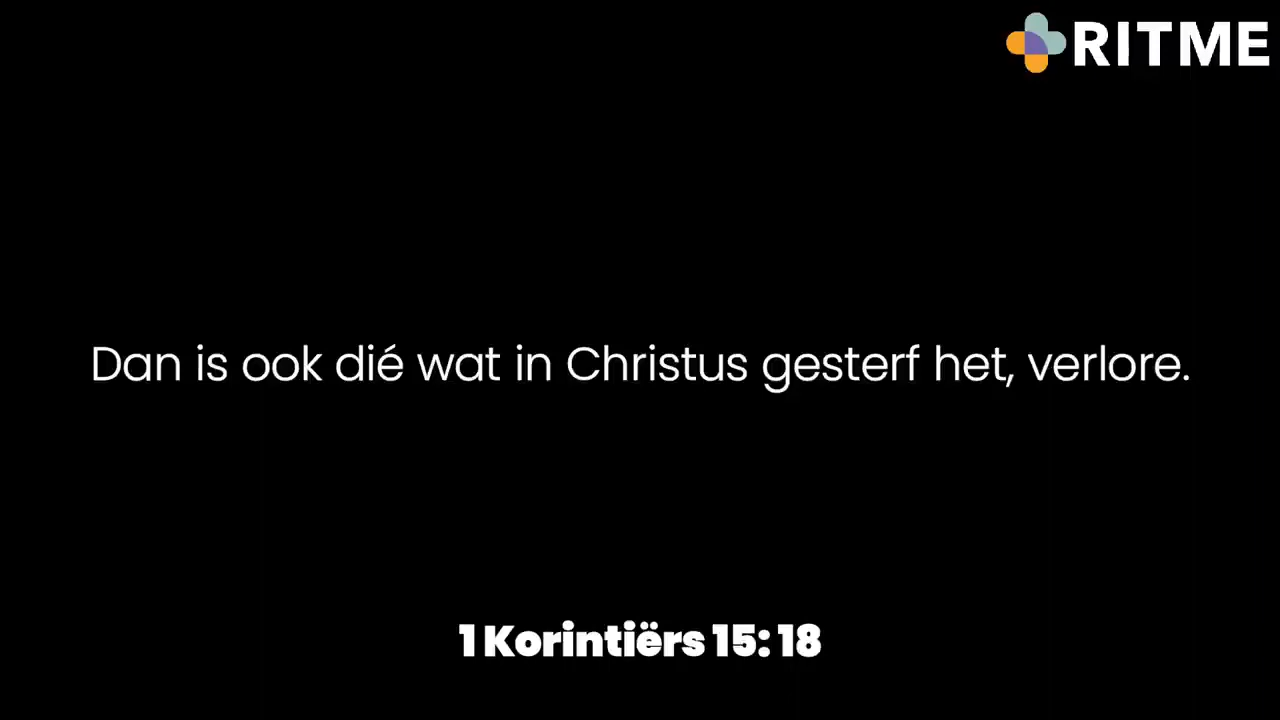 RITME
Dan is ook dié wat in Christus gesterf het, verlore.
1 Korintiërs 15: 18